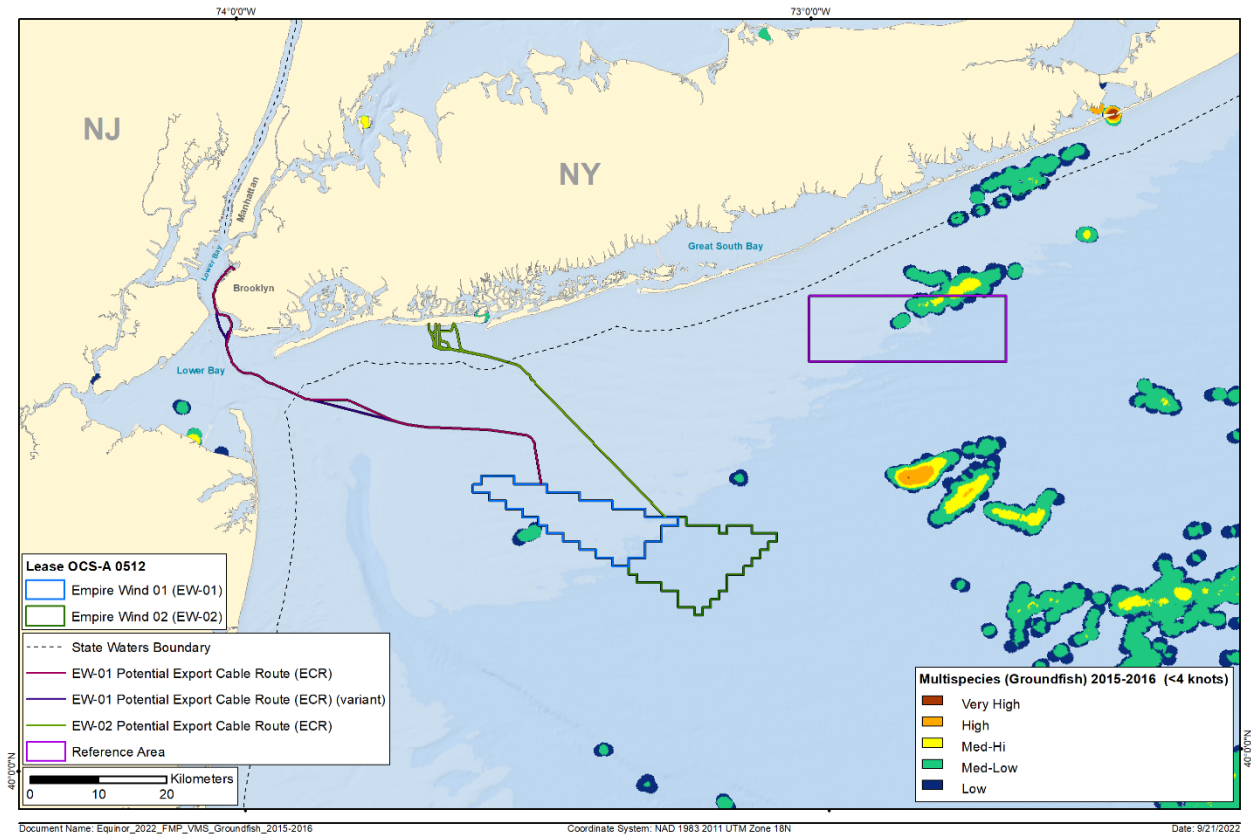 74°0'0"W
73°0'0"W
NJ
NY
Manhattan
Lower Bay
Brooklyn
Great South Bay
Lower Bay
Lease OCS-A 0512
Empire Wind 01 (EW-01)
Empire Wind 02 (EW-02)
State Waters Boundary
EW-01 Potential Export Cable Route (ECR)
EW-01 Potential Export Cable Route (ECR) (variant)
EW-02 Potential Export Cable Route (ECR)
Reference Area
Kilometers
0 10 20
Multispecies (Groundfish) 2015-2016 (<4 knots)
Very High
High
Med-Hi
Med-Low
Low
40°0'0"N
40°0'0"N
Document Name: Equinor_2022_FMP_VMS_Groundfish_2015-2016
Coordinate System: NAD 1983 2011 UTM Zone 18N
Date: 9/21/2022